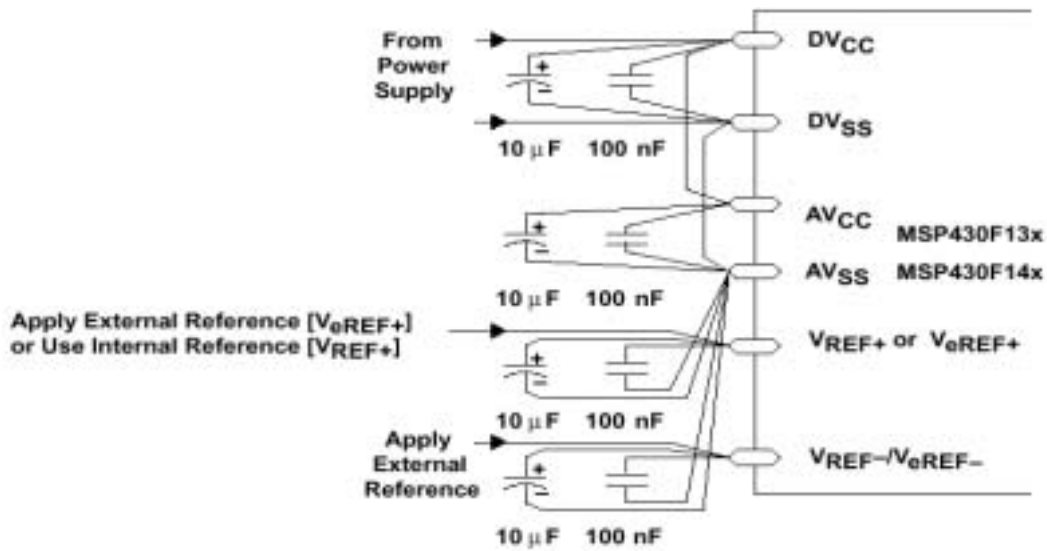 From
Power
Supply
DVCC
DVSS
10 μF 100 nF
AVCC
MSP430F13x
AVSS MSP430F14x
10 μF 100 nF
Apply External Reference [VeREF+]
or Use Internal Reference [VREF+]
VREF+ or VeREF+
10 μF 100 nF
Apply
External
Reference
VREF–/VeREF–
10 μF 100 nF